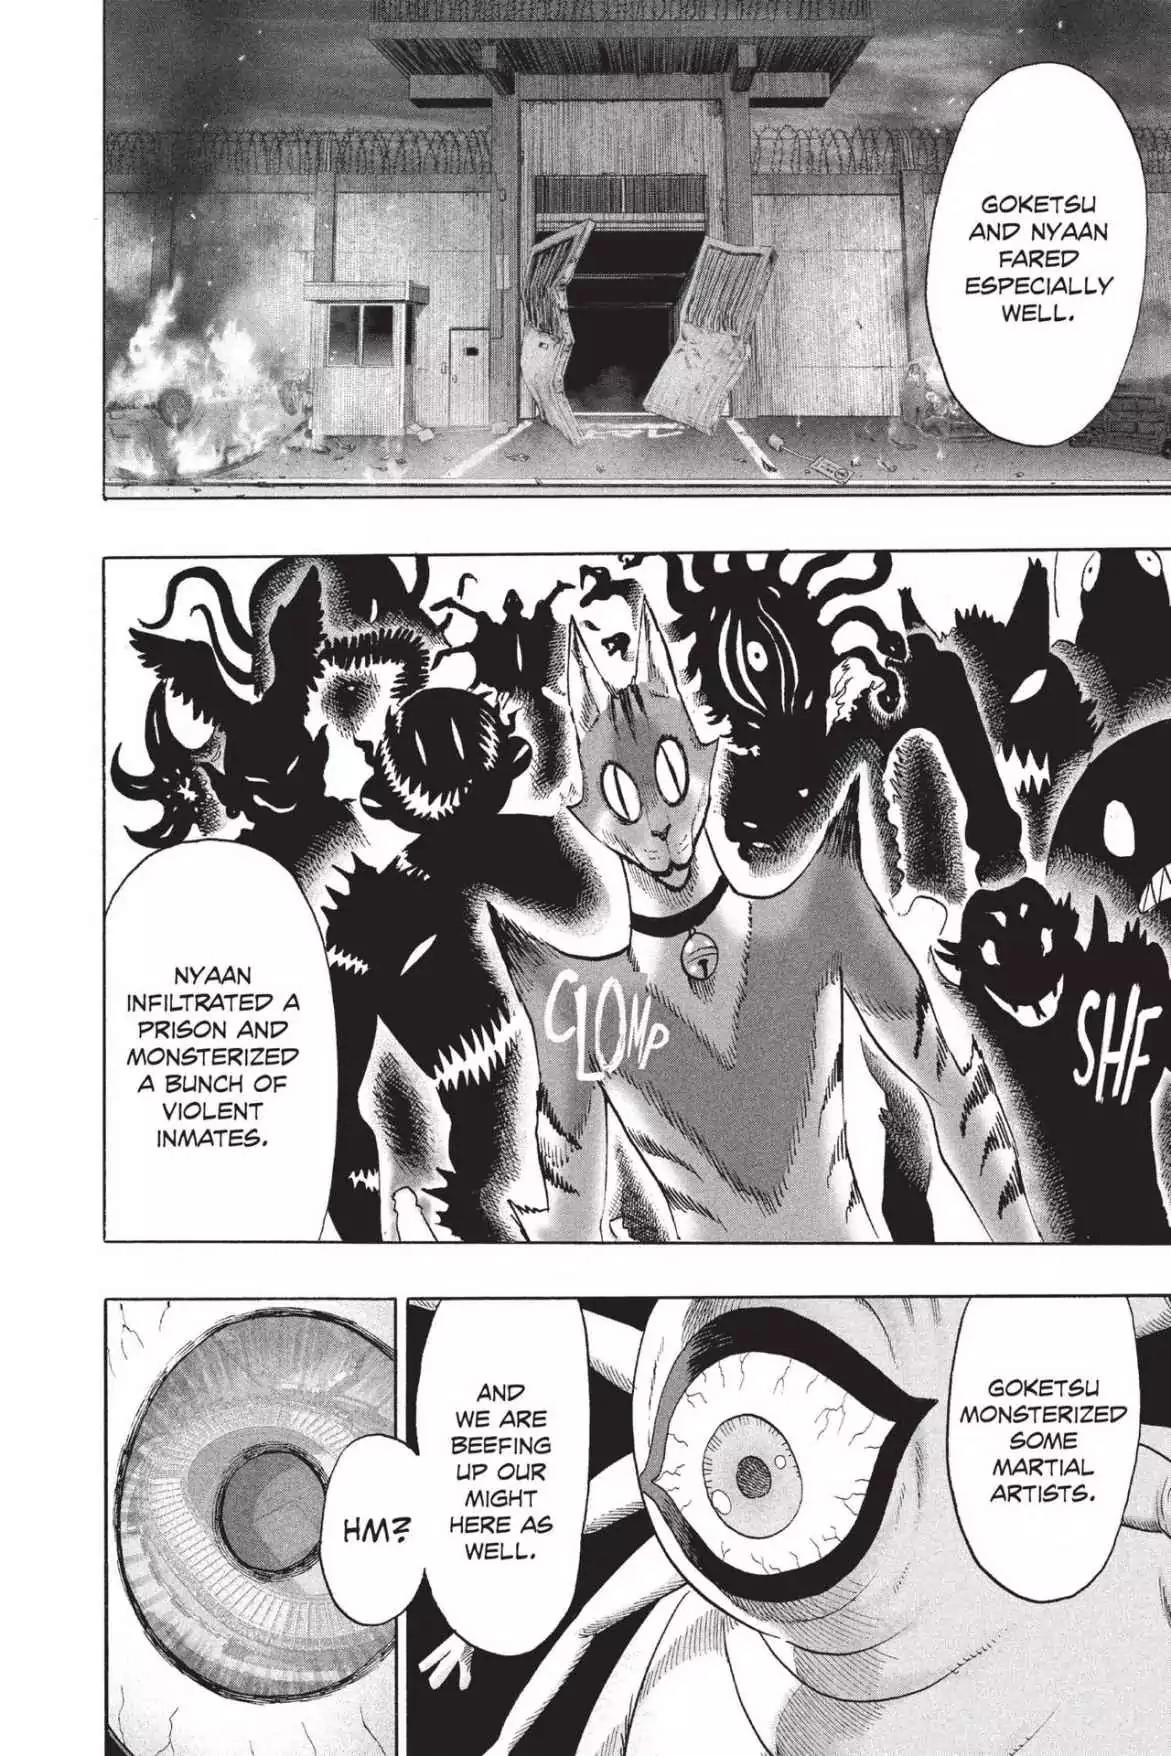 GOKETSU
AND NYAAN
FARED
ESPECIALLY
WELL.
CLOMP
SHF
NYAAN
INFILTRATED A
PRISON AND
MONSTERIZED
A BUNCH OF
VIOLENT
INMATES.
GOKETSU
MONSTERIZED
SOME
MARTIAL
ARTISTS.
AND
WE ARE
BEEFING
UP OUR
MIGHT
HERE AS
WELL.
HM?